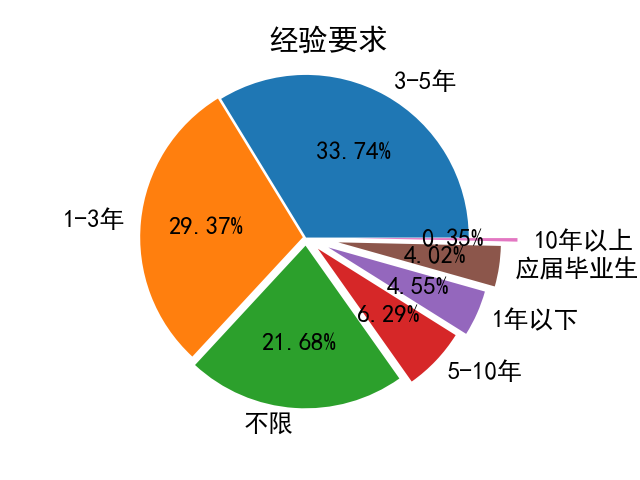 经验要求
3-5年
33.74%
1-3年
29.37%
0.35%
10年以上
4.02%
应届毕业生
4.55%
1年以下
6.29%
21.68%
5-10年
不限